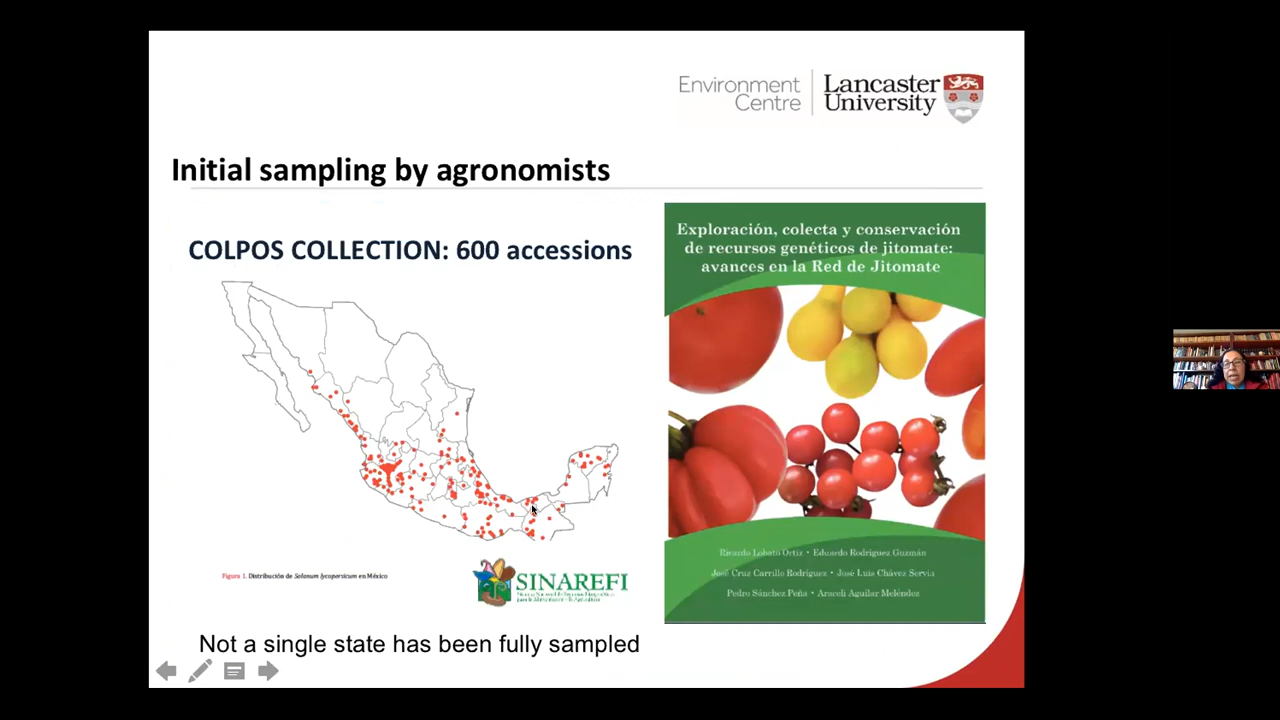 Environment
Centre
Lancaster
University
Initial sampling by agronomists
COLPOS COLLECTION: 600 accessions
Exploración, colecta y conservación
de recursos genéticos de jitomate:
avances en la Red de Jitomate
Figura 1. Distribución de Solanum lycopersicum en México
SINAREFI
Ricardo Lobato Ortiz • Eduardo Rodríguez Guzmán
José Cruz Carrillo Rodríguez • José Luis Chávez Servia
Pedro Sánchez Peña • Araceli Aguilar Meléndez
Not a single state has been fully sampled